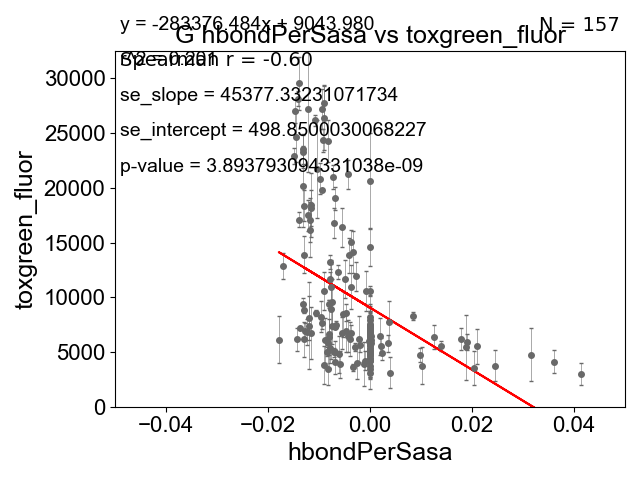 y = -283376.484x + 9043.980
N = 157
G hbondPerSasa vs toxgreen_fluor
Spearman r = -0.60
se_slope = 45377.33231071734
se_intercept = 498.8500030068227
p-value = 3.893793094331038e-09
toxgreen_fluor
30000
25000
20000
15000
10000
5000
0
−0.04
−0.02
0.00
0.02
0.04
hbondPerSasa